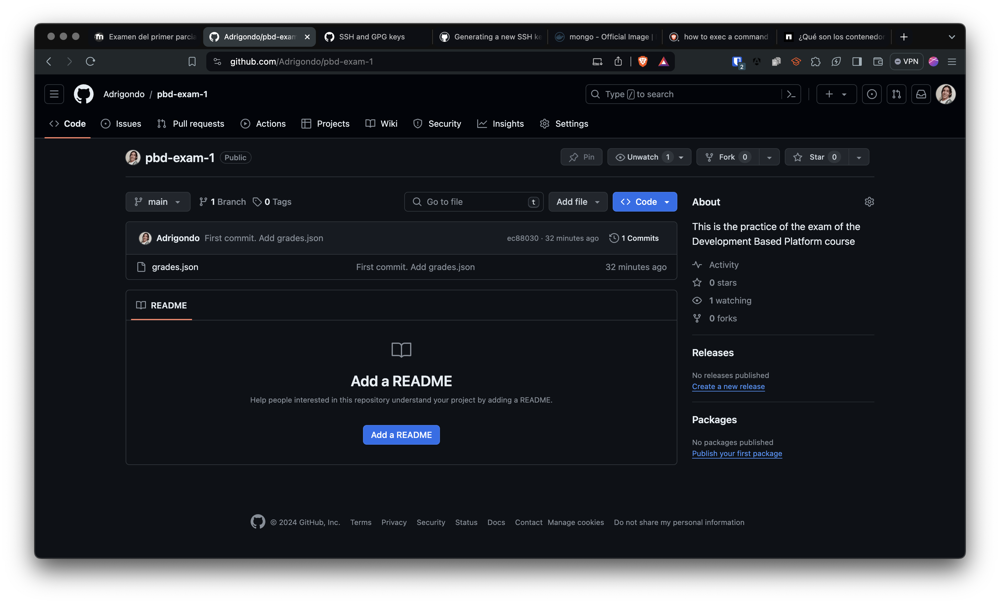 Examen del primer parcia
Adrigondo/pbd-exam
SSH and GPG keys
Generating a new SSH ke
mongo - Official Image |
how to exec a command
¿Qué son los contenedor
github.com/Adrigondo/pbd-exam-1
2
VPN
Adrigondo / pbd-exam-1
Type / to search
Code
Issues
Pull requests
Actions
Projects
Wiki
Security
Insights
Settings
pbd-exam-1
Public
Pin
Unwatch 1
Fork 0
Star 0
main
1 Branch
0 Tags
Go to file
t
Add file
Code
Adrigondo First commit. Add grades.json
ec88030 · 32 minutes ago
1 Commits
grades.json
First commit. Add grades.json
32 minutes ago
README
Add a README
Help people interested in this repository understand your project by adding a README.
Add a README
About
This is the practice of the exam of the
Development Based Platform course
Activity
0 stars
1 watching
0 forks
Releases
No releases published
Create a new release
Packages
No packages published
Publish your first package
© 2024 GitHub, Inc.
Terms
Privacy
Security
Status
Docs
Contact
Manage cookies
Do not share my personal information